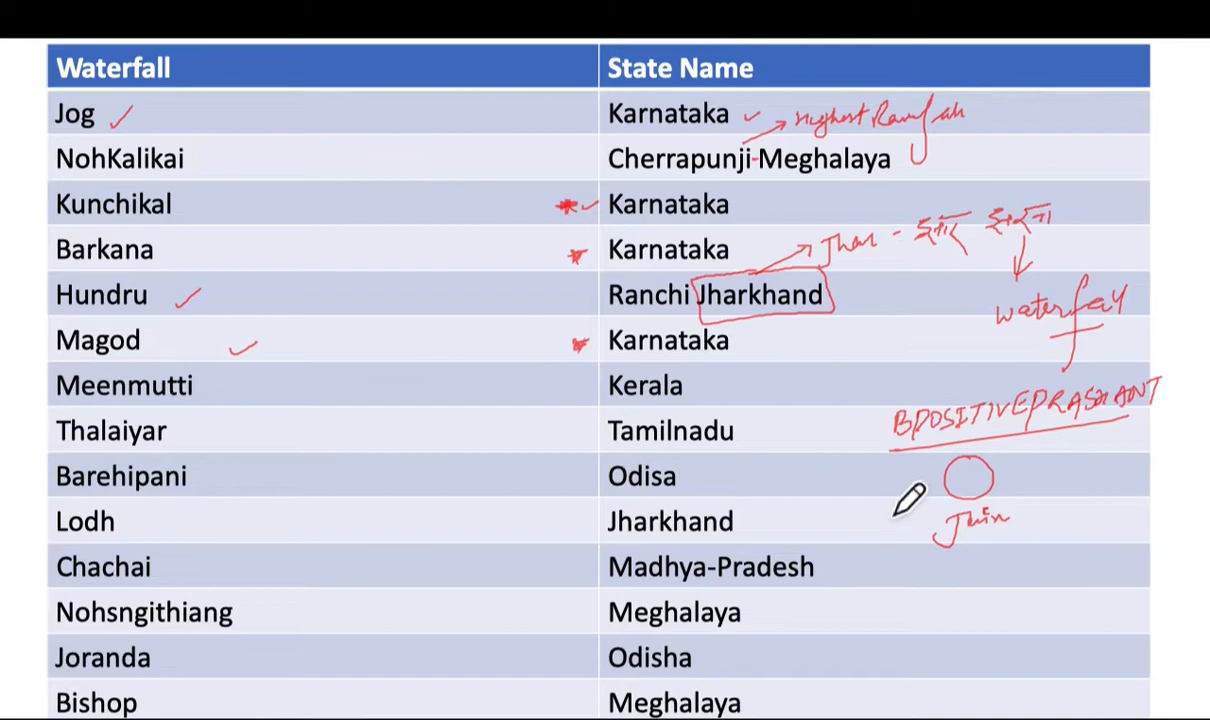 Waterfall State Name
Jog Karnataka Highest Rainfall
NohKalikai Cherrapunji-Meghalaya
Kunchikal Karnataka
Barkana Karnataka Jhar - झार झरना
Hundru Ranchi Jharkhand waterfall
Magod Karnataka
Meenmutti Kerala
Thalaiyar Tamilnadu BPOSITIVEPRASHANT
Barehipani Odisa
Lodh Jharkhand Join
Chachai Madhya-Pradesh
Nohsngithiang Meghalaya
Joranda Odisha
Bishop Meghalaya